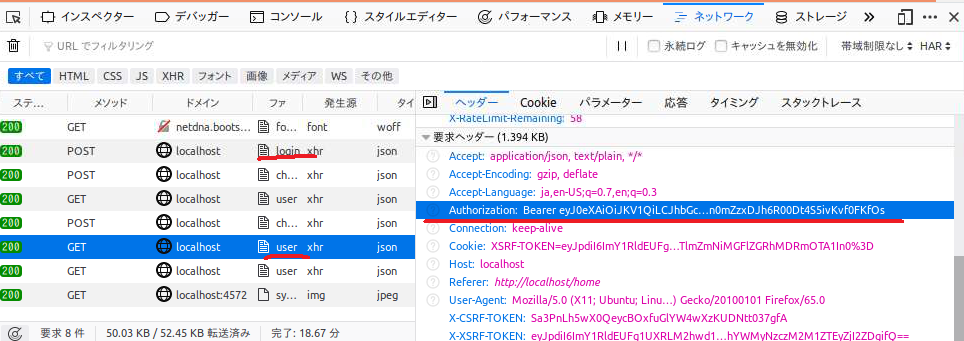 インスペクター デバッガー コンソール スタイルエディター パフォーマンス メモリー ネットワーク ストレージ
URL でフィルタリング 永続ログ キャッシュを無効化 帯域制限なし HAR
すべて HTML CSS JS XHR フォント 画像 メディア WS その他
ステ... メソッド ドメイン ファ 発生源 タイ
200 GET netdna.boots... fo... font woff
200 POST localhost login xhr json
200 POST localhost ch... xhr json
200 GET localhost user xhr json
200 POST localhost ch... xhr json
200 GET localhost user xhr json
200 GET localhost user xhr json
200 GET localhost:4572 sy... img jpeg
要求 8 件 50.03 KB / 52.45 KB 転送済み 完了: 18.67 分
ヘッダー Cookie パラメーター 応答 タイミング スタックトレース
X-RateLimit-Remaining: 58
要求ヘッダー (1.394 KB)
Accept: application/json, text/plain, */*
Accept-Encoding: gzip, deflate
Accept-Language: ja,en-US;q=0.7,en;q=0.3
Authorization: Bearer eyJ0eXAiOiJKV1QiLCJhbGc...n0mZzxDJh6R00Dt4S5ivKvf0FKfOs
Connection: keep-alive
Cookie: XSRF-TOKEN=eyJpdiI6ImY1RldEUFg...TlmZmNiMGFlZGRhMDRmOTA1In0%3D
Host: localhost
Referer: http://localhost/home
User-Agent: Mozilla/5.0 (X11; Ubuntu; Linu...) Gecko/20100101 Firefox/65.0
X-CSRF-TOKEN: Sa3PnLh5wX0QeycBOxfuGlYW4wXzKUDNtt037gfA
X-XSRF-TOKEN: eyJpdiI6ImY1RldEUFg1UXRLM2hwd1...hYWMyNzczM2M1ZTEyZjI2ZDgifQ==